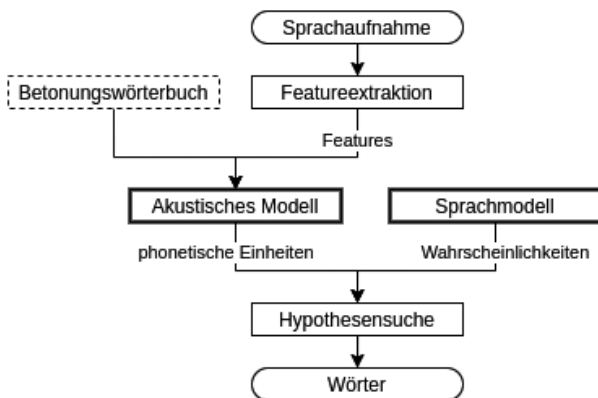 Sprachaufnahme
Betonungswörterbuch
Featureextraktion
Features
Akustisches Modell
Sprachmodell
phonetische Einheiten
Wahrscheinlichkeiten
Hypothesensuche
Wörter